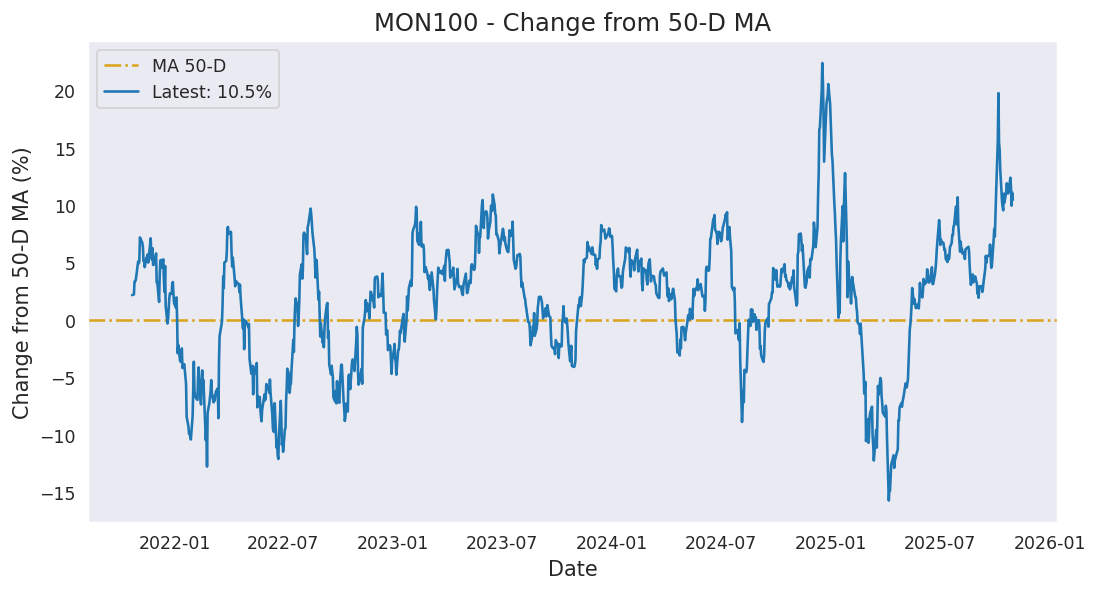 MON100 - Change from 50-D MA
MA 50-D
Latest: 10.5%
Change from 50-D MA (%)
20
15
10
5
0
−5
−10
−15
2022-01 2022-07 2023-01 2023-07 2024-01 2024-07 2025-01 2025-07 2026-01
Date